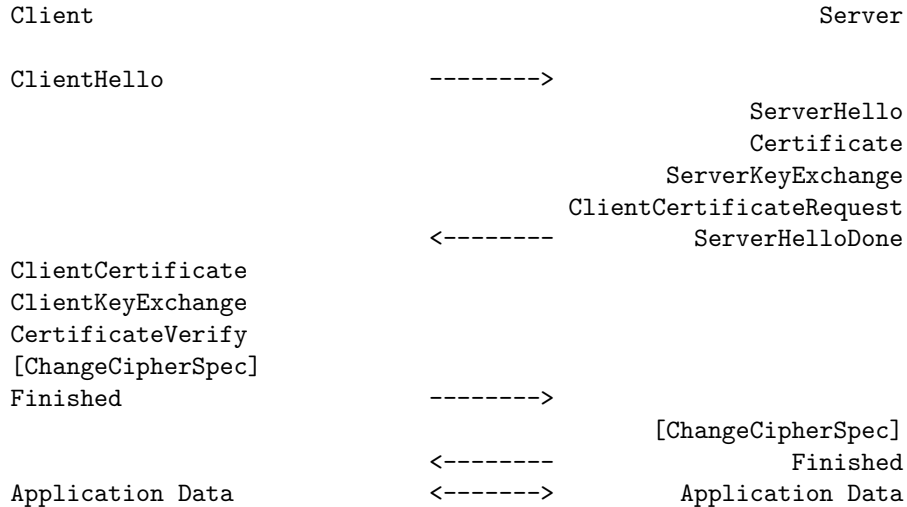 Client Server
ClientHello -------->
ServerHello
Certificate
ServerKeyExchange
ClientCertificateRequest
<-------- ServerHelloDone
ClientCertificate
ClientKeyExchange
CertificateVerify
[ChangeCipherSpec]
Finished -------->
[ChangeCipherSpec]
<-------- Finished
Application Data <-------> Application Data